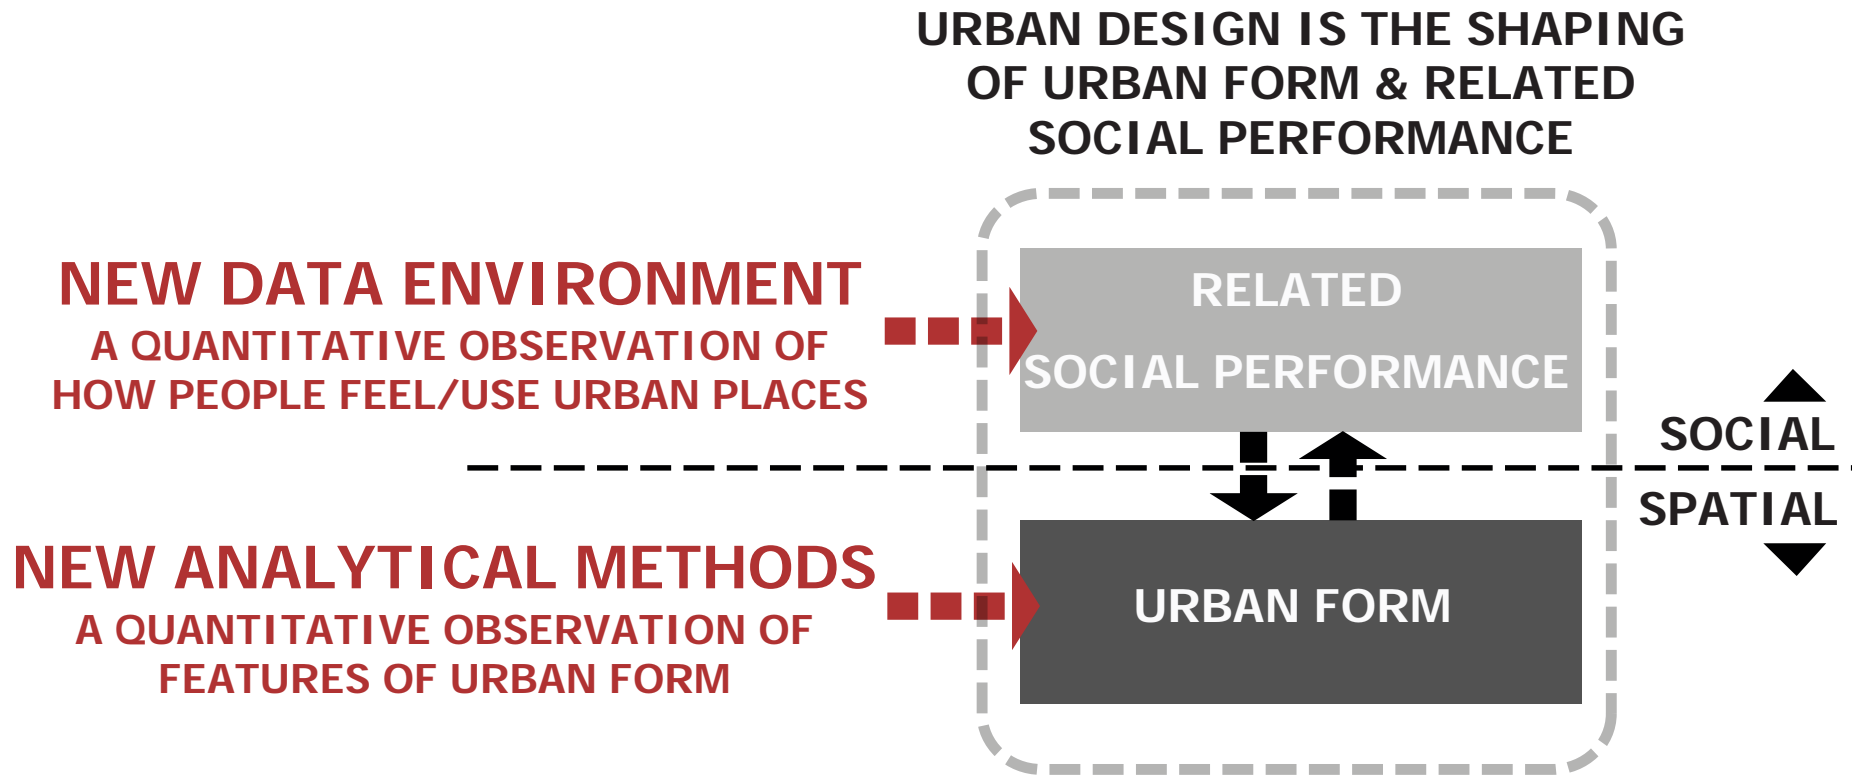 URBAN DESIGN IS THE SHAPING
OF URBAN FORM & RELATED
SOCIAL PERFORMANCE
NEW DATA ENVIRONMENT
A QUANTITATIVE OBSERVATION OF
HOW PEOPLE FEEL/USE URBAN PLACES
RELATED
SOCIAL PERFORMANCE
SOCIAL
SPATIAL
NEW ANALYTICAL METHODS
A QUANTITATIVE OBSERVATION OF
FEATURES OF URBAN FORM
URBAN FORM